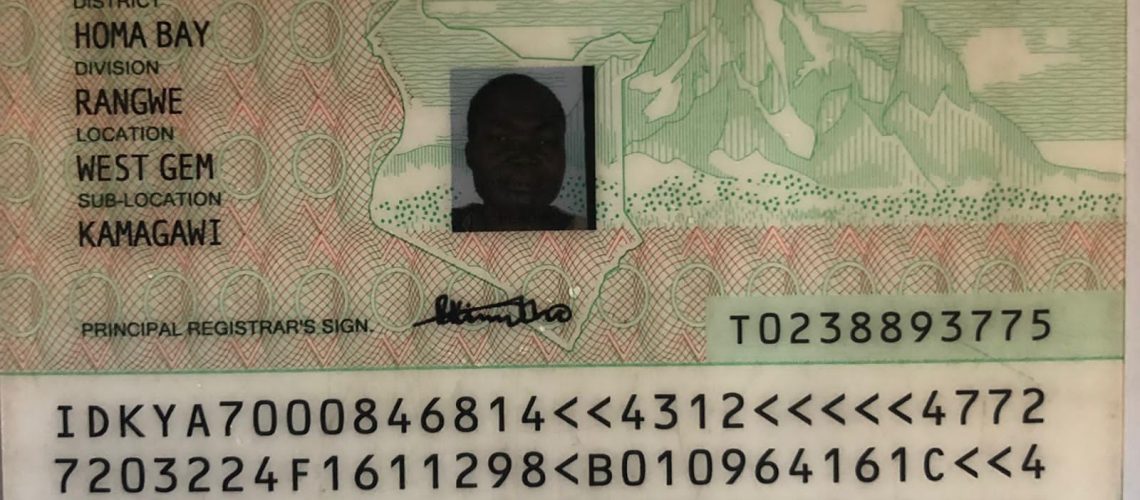 DISTRICT
HOMA BAY
DIVISION
RANGWE
LOCATION
WEST GEM
SUB-LOCATION
KAMAGAWI
PRINCIPAL REGISTRAR'S SIGN.
T0238893775
IDKYA7000846814<<4312<<<<<4772
7203224F1611298<B010964161C<<4